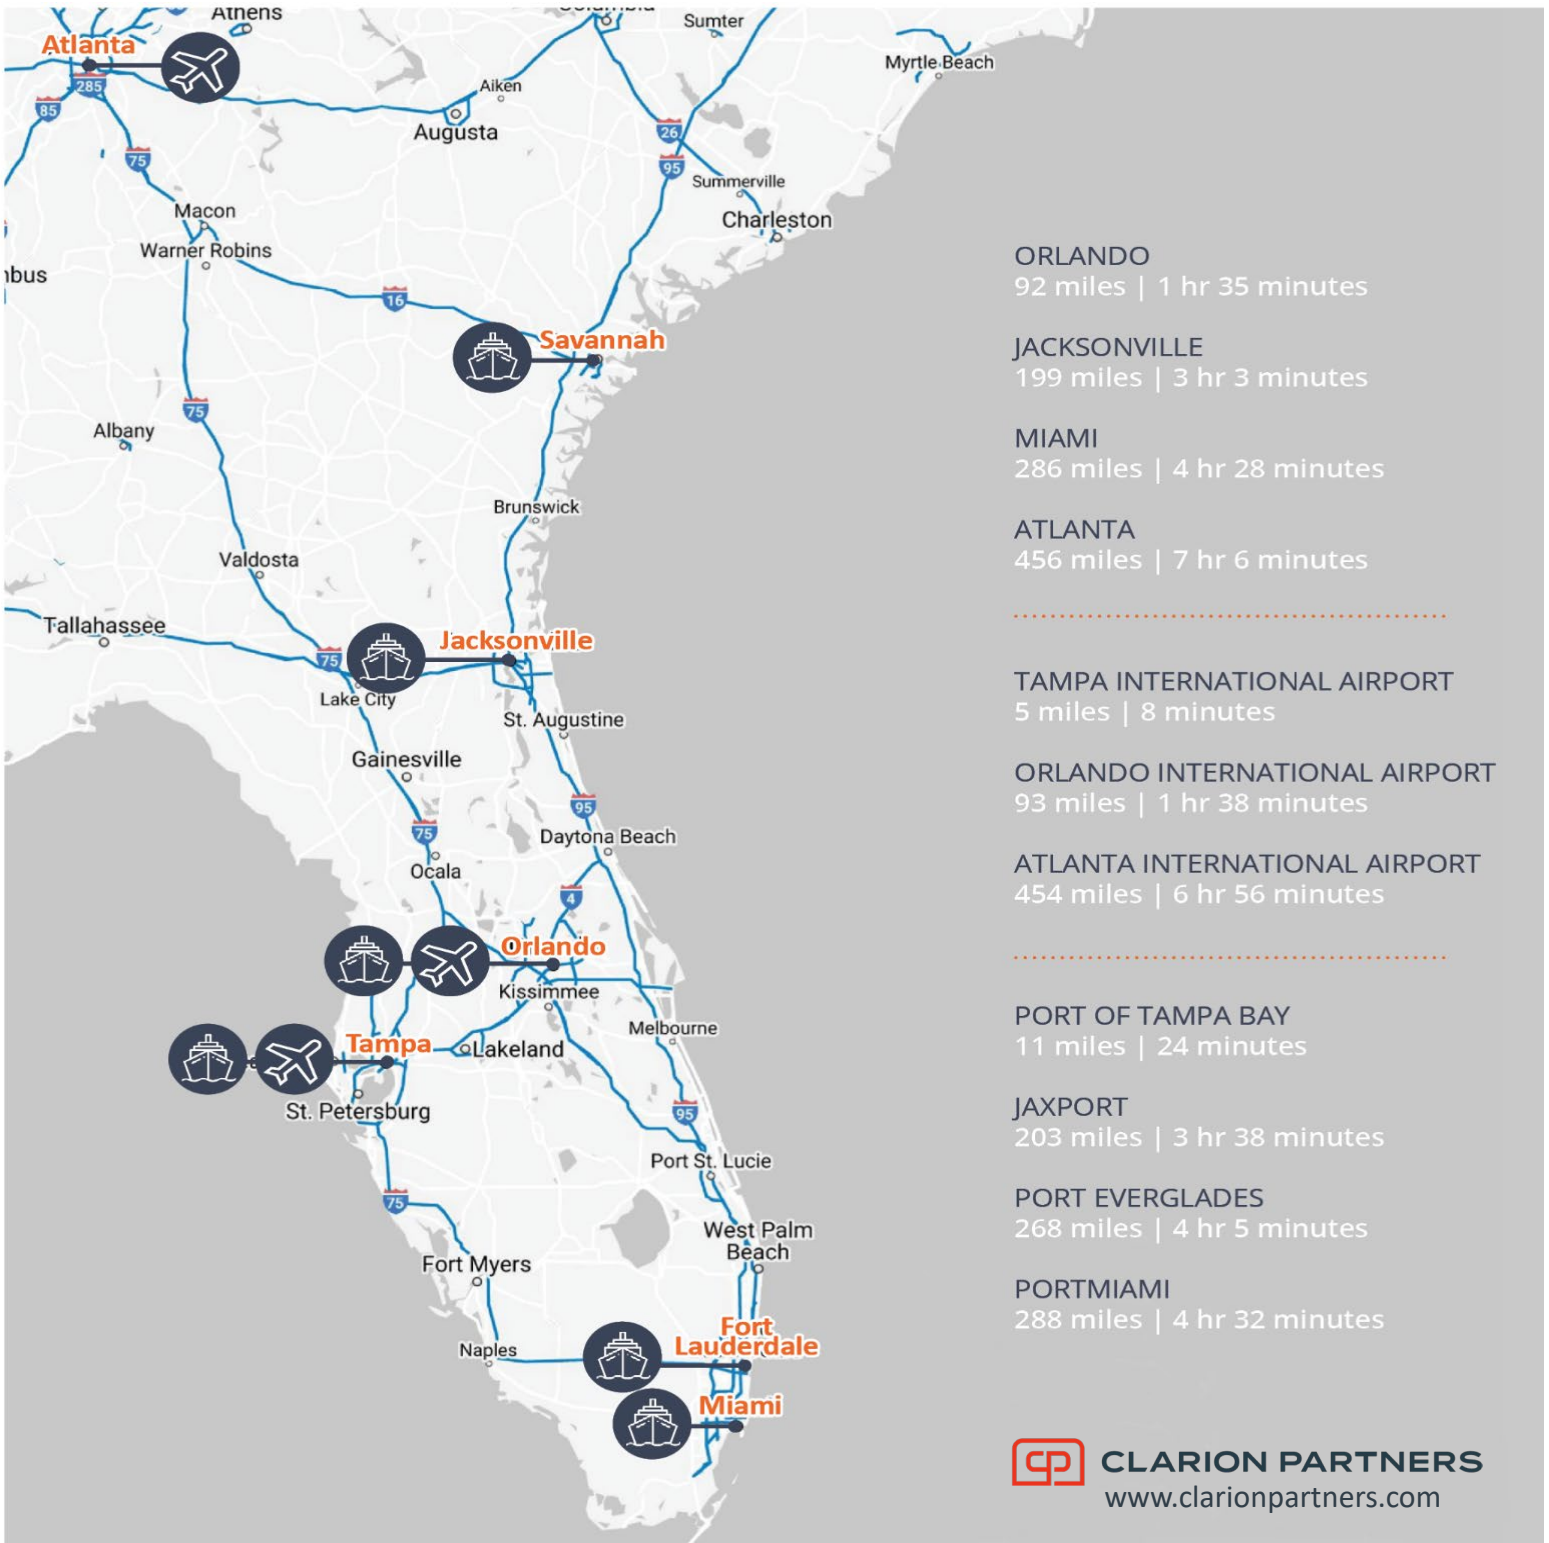 Athens
Sumter
Atlanta
Myrtle Beach
285
Aiken
85
Augusta
26
75
95
Summerville
Macon
Charleston
Warner Robins
16
Savannah
75
Albany
Brunswick
Valdosta
Tallahassee
Jacksonville
75
Lake City
St. Augustine
Gainesville
95
75
Daytona Beach
Ocala
4
Orlando
Kissimmee
Melbourne
Tampa
Lakeland
St. Petersburg
95
Port St. Lucie
75
West Palm
Beach
Fort Myers
Fort
Lauderdale
Naples
Miami
ORLANDO
92 miles | 1 hr 35 minutes
JACKSONVILLE
199 miles | 3 hr 3 minutes
MIAMI
286 miles | 4 hr 28 minutes
ATLANTA
456 miles | 7 hr 6 minutes
TAMPA INTERNATIONAL AIRPORT
5 miles | 8 minutes
ORLANDO INTERNATIONAL AIRPORT
93 miles | 1 hr 38 minutes
ATLANTA INTERNATIONAL AIRPORT
454 miles | 6 hr 56 minutes
PORT OF TAMPA BAY
11 miles | 24 minutes
JAXPORT
203 miles | 3 hr 38 minutes
PORT EVERGLADES
268 miles | 4 hr 5 minutes
PORTMIAMI
288 miles | 4 hr 32 minutes
cp CLARION PARTNERS
www.clarionpartners.com